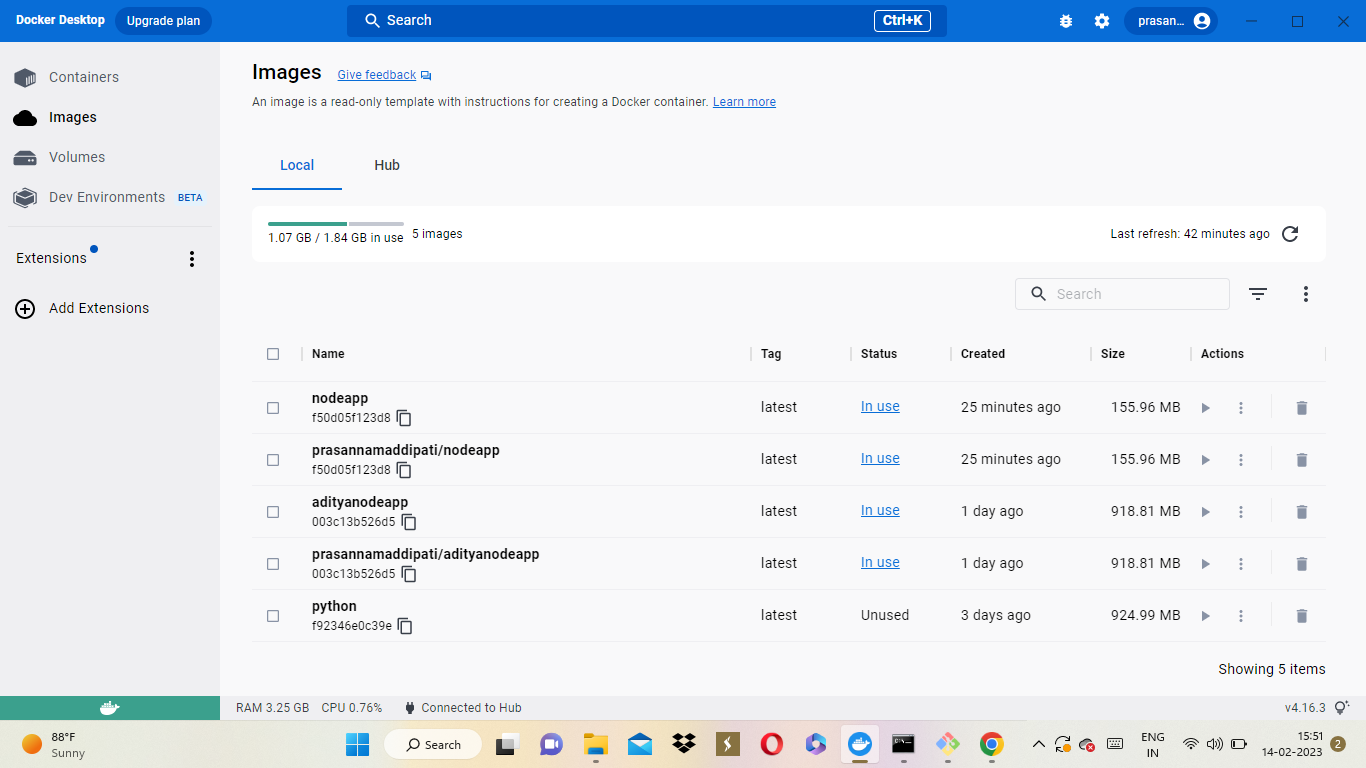 Docker Desktop Upgrade plan Search Ctrl+K prasan...
Containers
Images
Volumes
Dev Environments BETA
Extensions
Add Extensions
Images Give feedback
An image is a read-only template with instructions for creating a Docker container. Learn more
Local Hub
1.07 GB / 1.84 GB in use 5 images Last refresh: 42 minutes ago
Search
Name Tag Status Created Size Actions
nodeapp
f50d05f123d8
latest In use 25 minutes ago 155.96 MB
prasannamaddipati/nodeapp
f50d05f123d8
latest In use 25 minutes ago 155.96 MB
adityanodeapp
003c13b526d5
latest In use 1 day ago 918.81 MB
prasannamaddipati/adityanodeapp
003c13b526d5
latest In use 1 day ago 918.81 MB
python
f92346e0c39e
latest Unused 3 days ago 924.99 MB
Showing 5 items
RAM 3.25 GB CPU 0.76% Connected to Hub v4.16.3
88°F
Sunny
Search
ENG
IN
15:51
14-02-2023
2